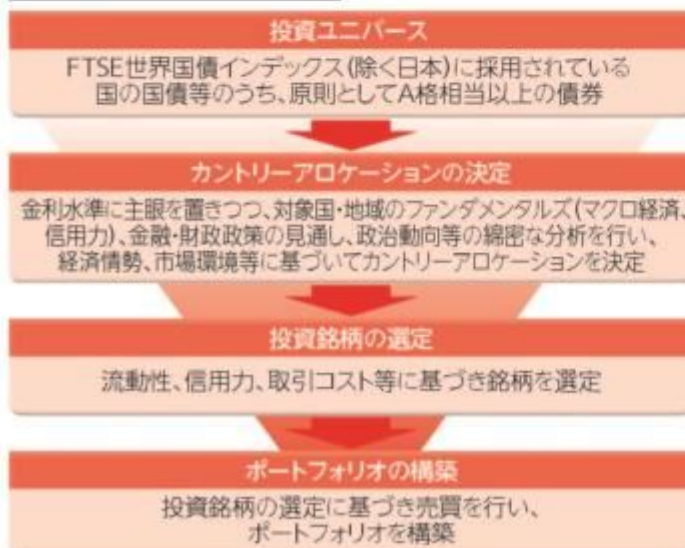 投資ユニバース
FTSE世界国債インデックス(除く日本)に採用されている
国の国債等のうち、原則としてA格相当以上の債券
カントリーアロケーションの決定
金利水準に主眼を置きつつ、対象国・地域のファンダメンタルズ(マクロ経済、
信用力)、金融・財政政策の見通し、政治動向等の綿密な分析を行い、
経済情勢、市場環境等に基づいてカントリーアロケーションを決定
投資銘柄の選定
流動性、信用力、取引コスト等に基づき銘柄を選定
ポートフォリオの構築
投資銘柄の選定に基づき売買を行い、
ポートフォリオを構築